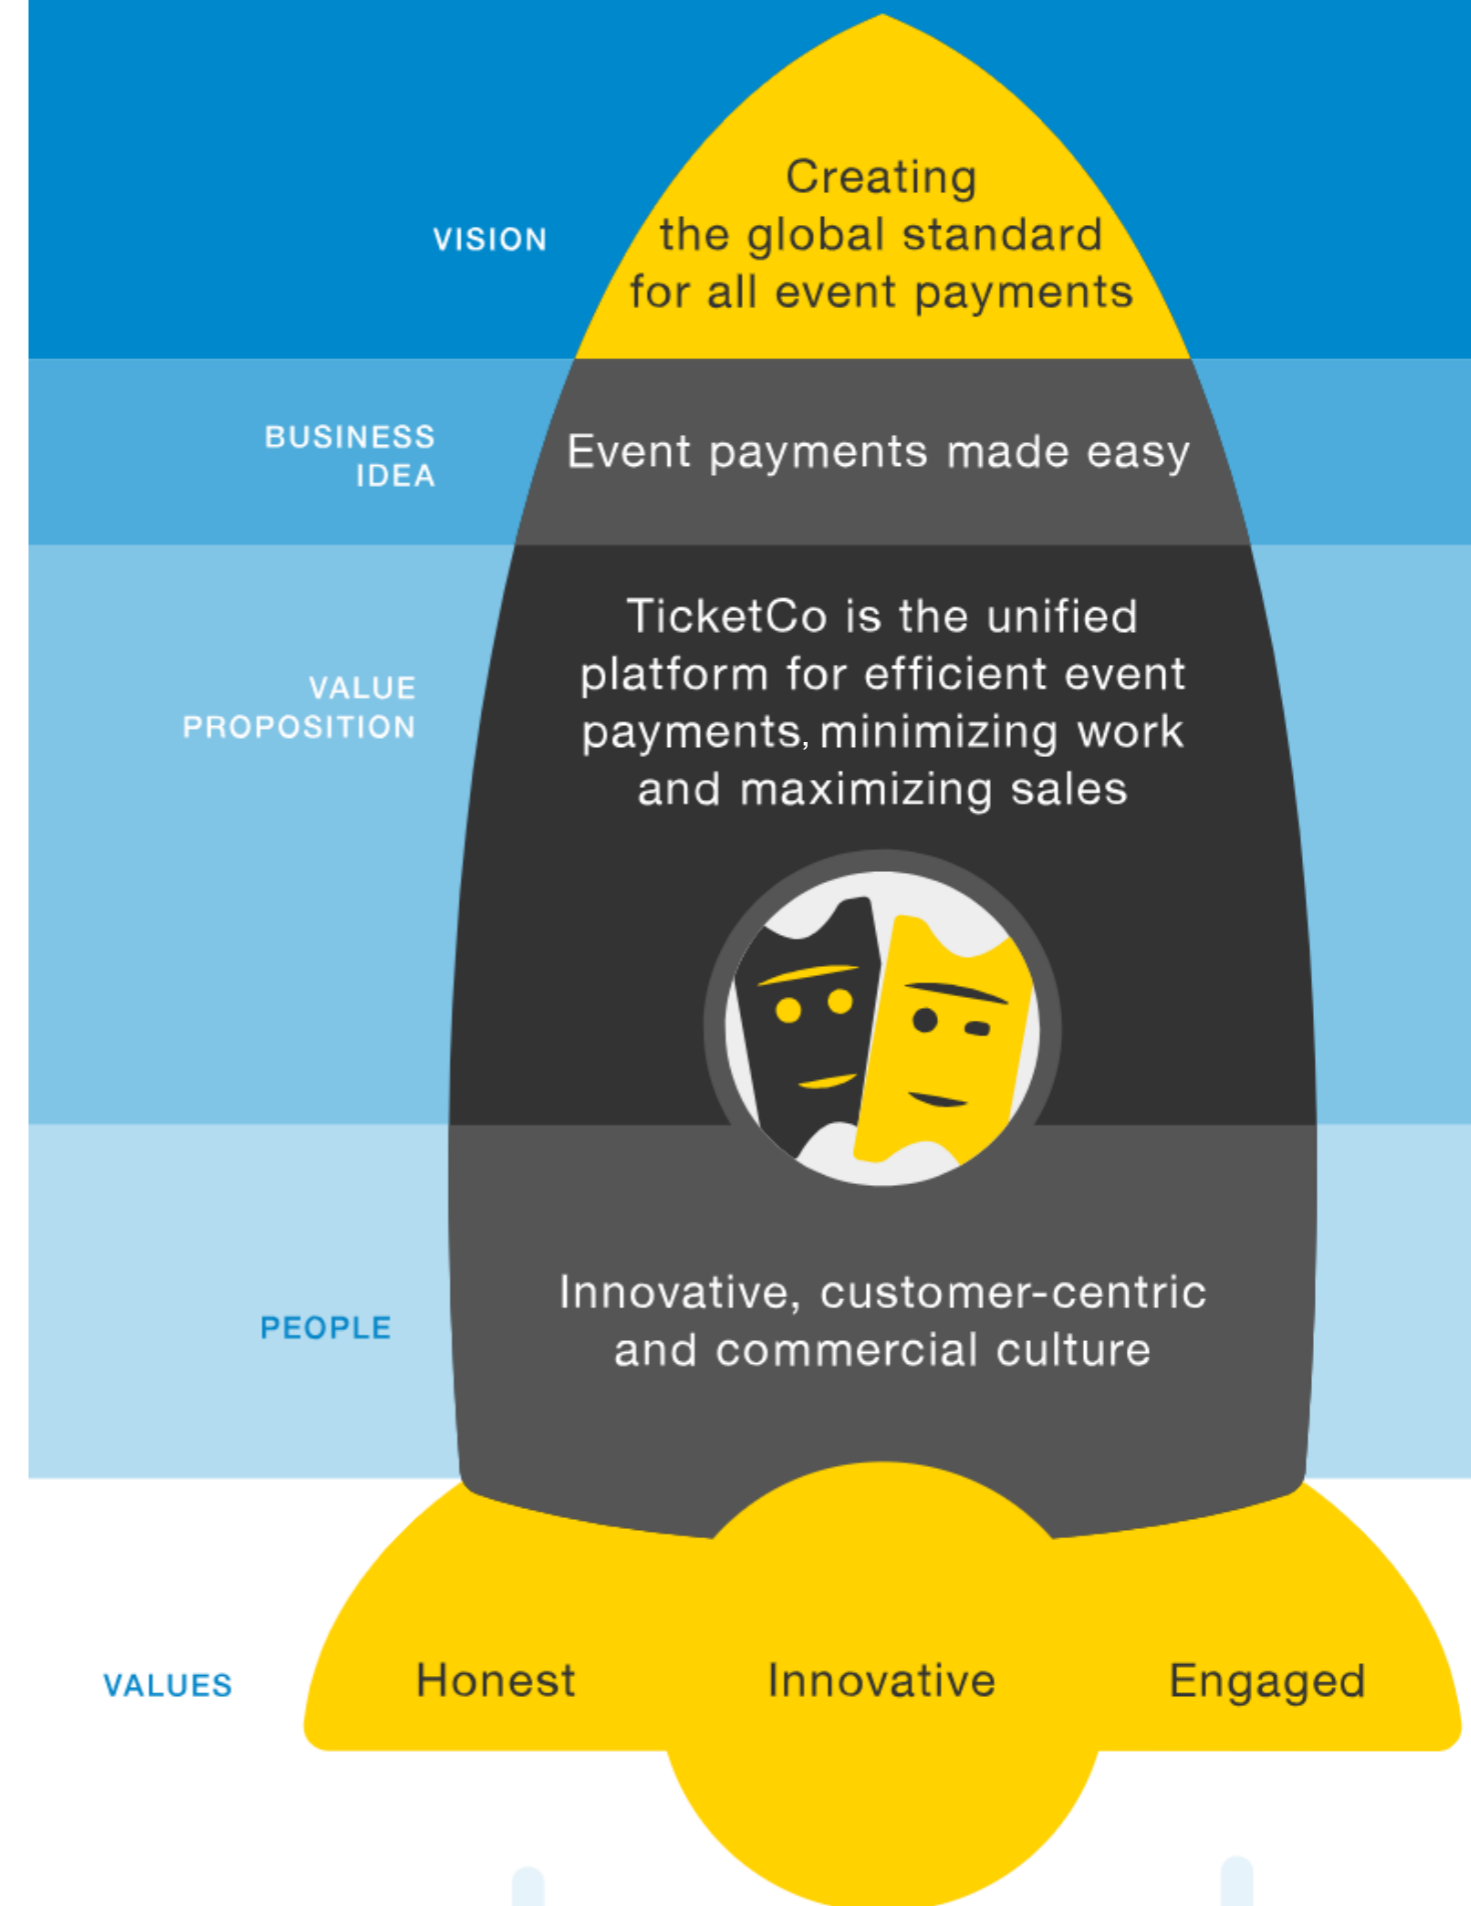 VISION
Creating
the global standard
for all event payments
BUSINESS
IDEA
Event payments made easy
VALUE
PROPOSITION
TicketCo is the unified
platform for efficient event
payments, minimizing work
and maximizing sales
PEOPLE
Innovative, customer-centric
and commercial culture
VALUES
Honest
Innovative
Engaged